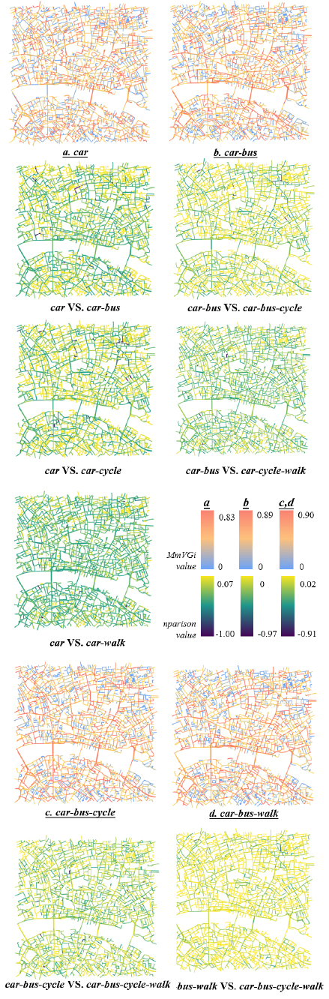 a. car
b. car-bus
car VS. car-bus
car-bus VS. car-bus-cycle
car VS. car-cycle
car-bus VS. car-cycle-walk
a b c,d
0.83 0.89 0.90
MmVGi
value
0 0 0
0.07 0 0.02
nparison
value
-1.00 -0.97 -0.91
car VS. car-walk
c. car-bus-cycle
d. car-bus-walk
car-bus-cycle VS. car-bus-cycle-walk
bus-walk VS. car-bus-cycle-walk